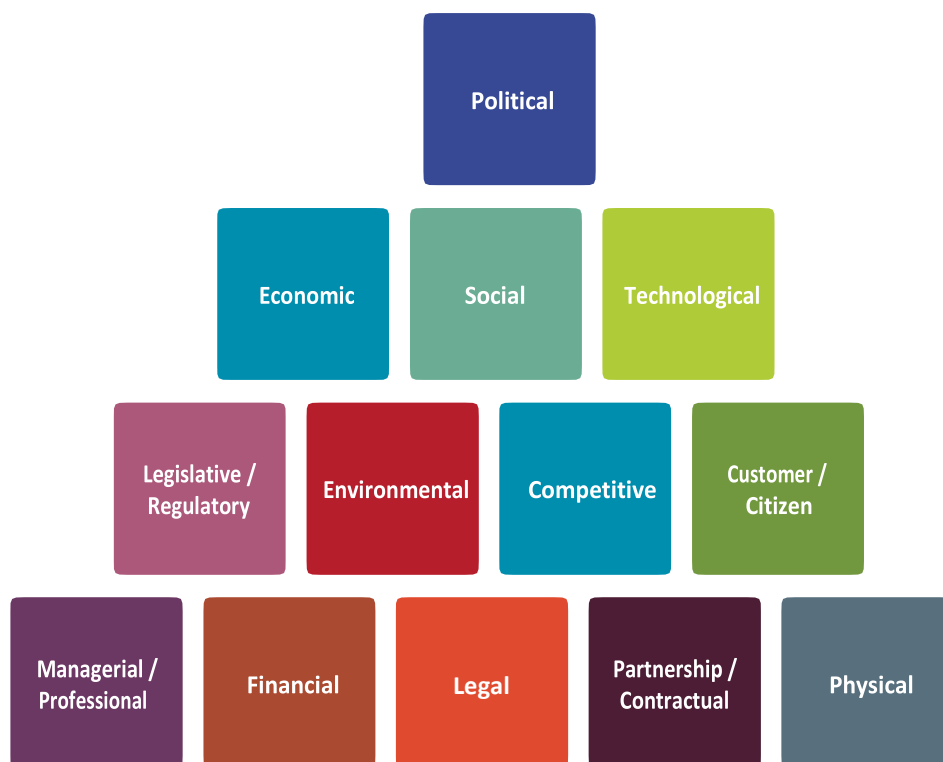 Political
Economic
Social
Technological
Legislative /
Regulatory
Environmental
Competitive
Customer /
Citizen
Managerial /
Professional
Financial
Legal
Partnership /
Contractual
Physical